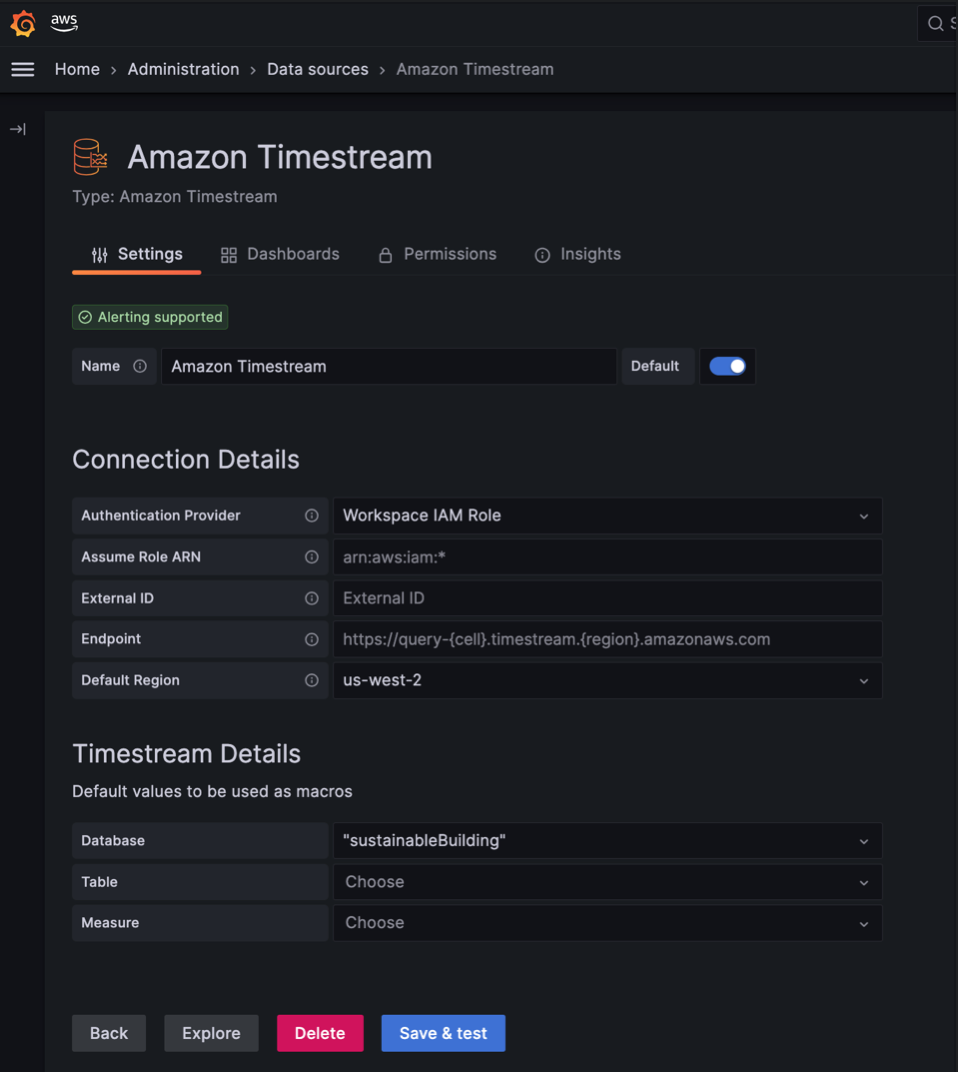 aws
Home › Administration › Data sources › Amazon Timestream
Amazon Timestream
Type: Amazon Timestream
Settings Dashboards Permissions Insights
Alerting supported
Name Amazon Timestream Default
Connection Details
Authentication Provider Workspace IAM Role
Assume Role ARN arn:aws:iam:*
External ID External ID
Endpoint https://query-{cell}.timestream.{region}.amazonaws.com
Default Region us-west-2
Timestream Details
Default values to be used as macros
Database "sustainableBuilding"
Table Choose
Measure Choose
Back Explore Delete Save & test